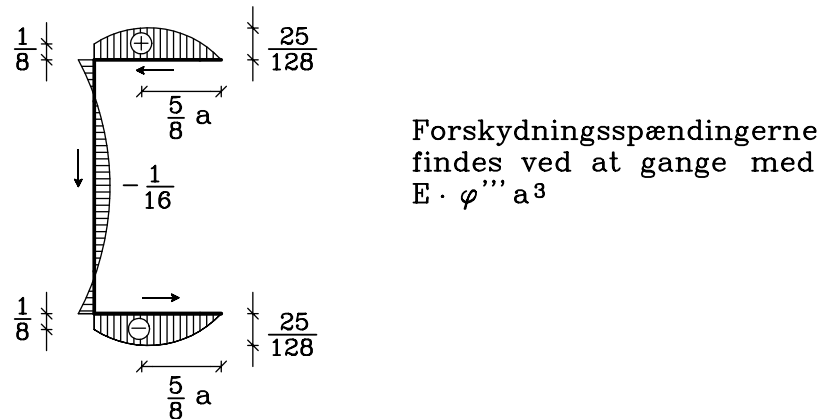 1/8
+
25/128
5/8 a
Forskydningsspændingerne
findes ved at gange med
E · φ''' a³
− 1/16
1/8
−
25/128
5/8 a